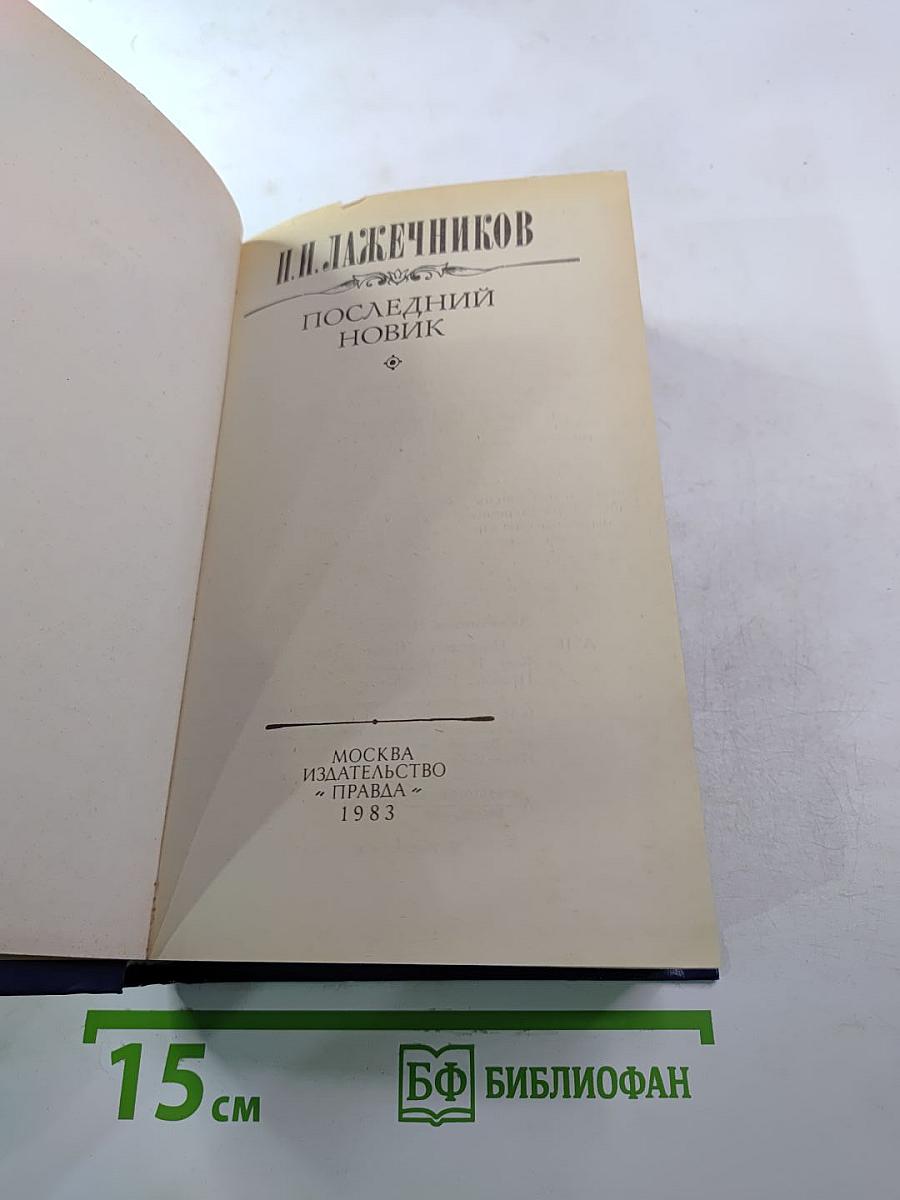 И. И. ЛАЖЕЧНИКОВ
ПОСЛЕДНИЙ
НОВИК
МОСКВА
ИЗДАТЕЛЬСТВО
„ ПРАВДА “
1983
15 см
БФ БИБЛИОФАН